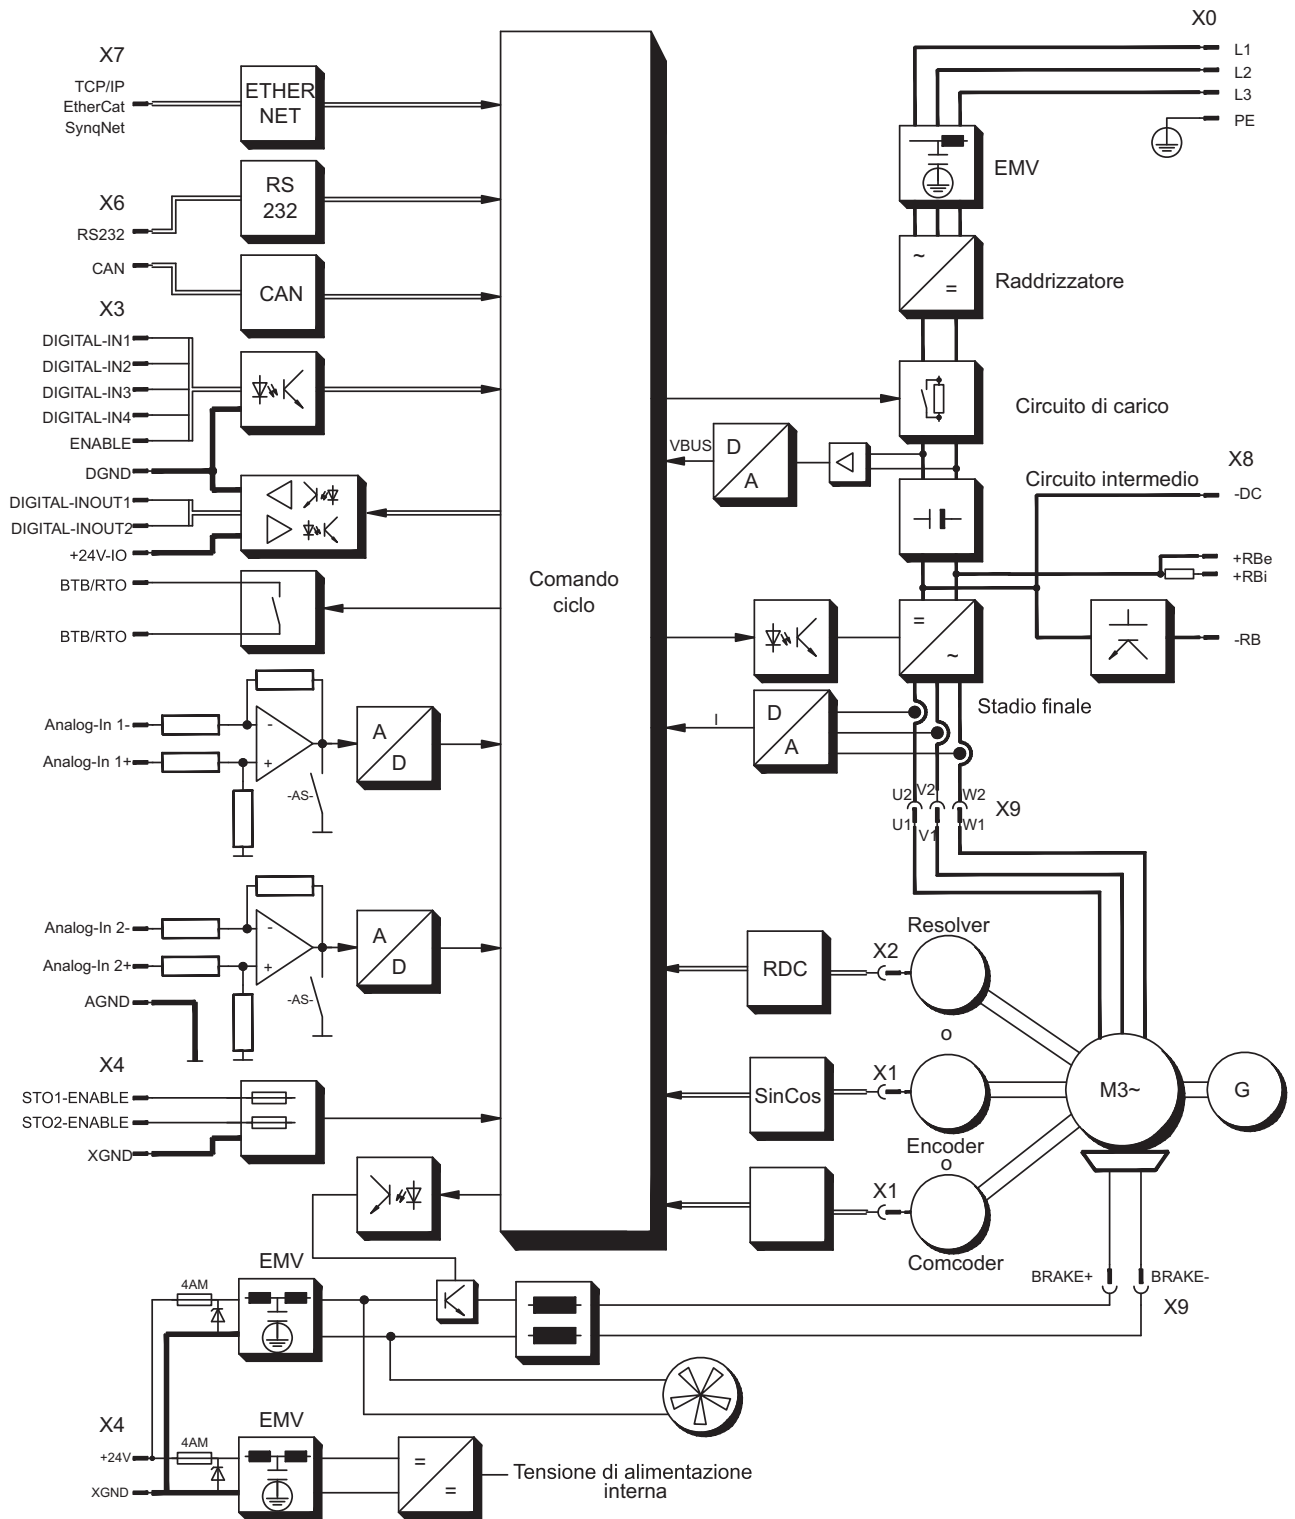 X7
TCP/IP
EtherCat
SynqNet
ETHER
NET
X6
RS232
RS
232
CAN
CAN
X3
DIGITAL-IN1
DIGITAL-IN2
DIGITAL-IN3
DIGITAL-IN4
ENABLE
DGND
DIGITAL-INOUT1
DIGITAL-INOUT2
+24V-IO
BTB/RTO
BTB/RTO
Analog-In 1-
Analog-In 1+
-
+
-AS-
A
D
Analog-In 2-
Analog-In 2+
-
+
-AS-
A
D
AGND
X4
STO1-ENABLE
STO2-ENABLE
XGND
Comando
ciclo
X0
L1
L2
L3
PE
EMV
~
=
Raddrizzatore
Circuito di carico
VBUS
D
A
Circuito intermedio
X8
-DC
+RBe
+RBi
-RB
=
~
Stadio finale
I
D
A
U2
V2
W2
X9
U1
V1
W1
Resolver
RDC
X2
o
SinCos
X1
Encoder
o
X1
Comcoder
M3~
G
BRAKE+
BRAKE-
X9
EMV
4AM
X4
EMV
4AM
+24V
XGND
=
=
Tensione di alimentazione
interna